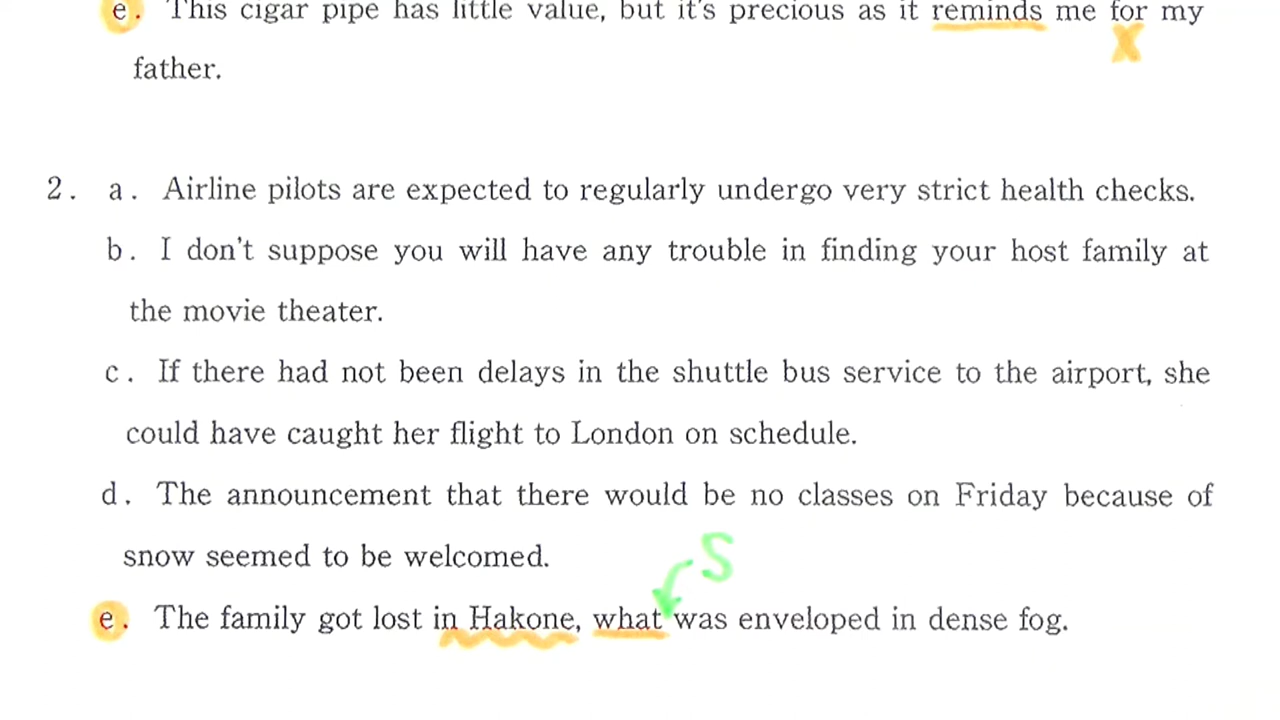 e. This cigar pipe has little value, but it's precious as it reminds me for my
X
father.
2. a. Airline pilots are expected to regularly undergo very strict health checks.
b. I don't suppose you will have any trouble in finding your host family at
the movie theater.
c. If there had not been delays in the shuttle bus service to the airport, she
could have caught her flight to London on schedule.
d. The announcement that there would be no classes on Friday because of
snow seemed to be welcomed.
S
e. The family got lost in Hakone, what was enveloped in dense fog.